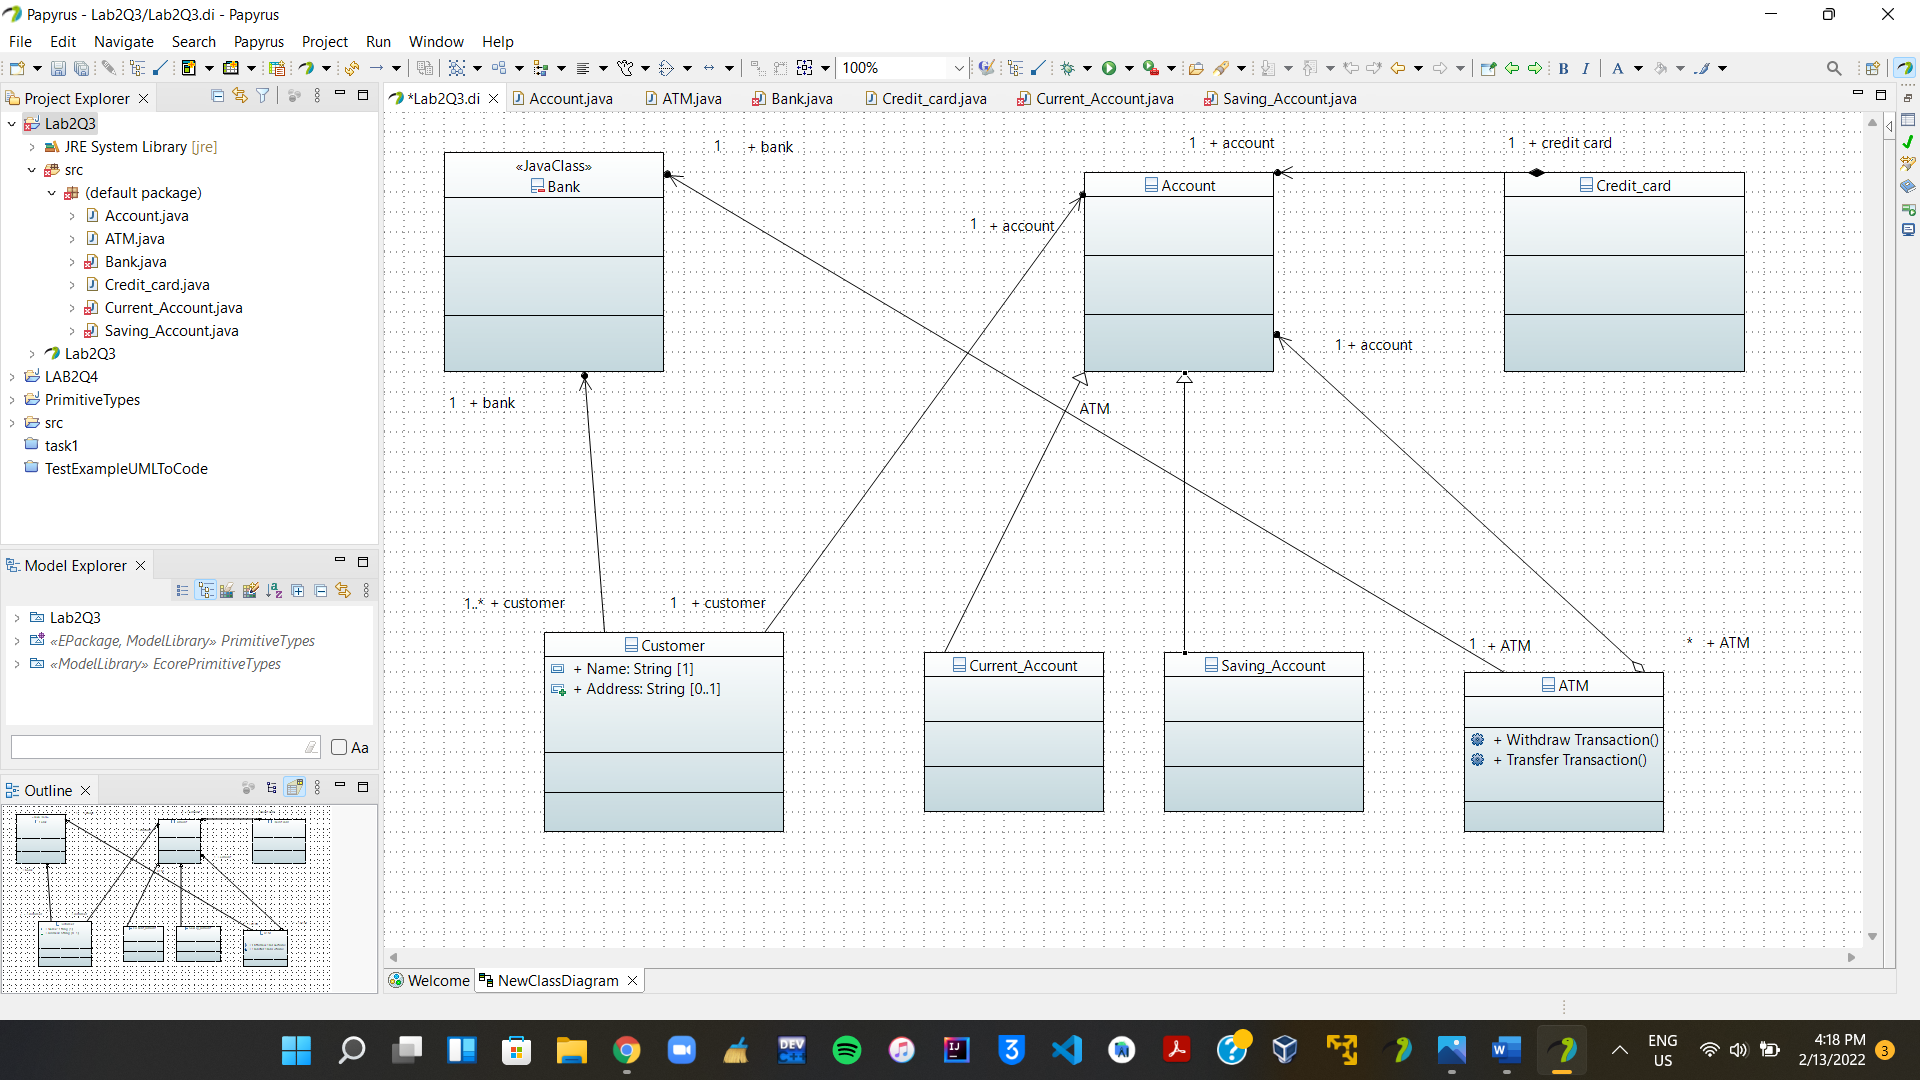 Papyrus - Lab2Q3/Lab2Q3.di - Papyrus
File Edit Navigate Search Papyrus Project Run Window Help
100%
B I A
Project Explorer
*Lab2Q3.di Account.java ATM.java Bank.java Credit_card.java Current_Account.java Saving_Account.java
Lab2Q3
JRE System Library [jre]
src
(default package)
Account.java
ATM.java
Bank.java
Credit_card.java
Current_Account.java
Saving_Account.java
Lab2Q3
LAB2Q4
PrimitiveTypes
src
task1
TestExampleUMLToCode
Model Explorer
Lab2Q3
«EPackage, ModelLibrary» PrimitiveTypes
«ModelLibrary» EcorePrimitiveTypes
Aa
Outline
1 + bank
1 + account
1 + credit card
«JavaClass»
Bank
Account
Credit_card
1 + account
1 + account
1 + bank
ATM
1..* + customer
1 + customer
1 + ATM
* + ATM
Customer
+ Name: String [1]
+ Address: String [0..1]
Current_Account
Saving_Account
ATM
+ Withdraw Transaction()
+ Transfer Transaction()
Welcome NewClassDiagram
DEV
IJ
3
W
ENG
US
4:18 PM
2/13/2022
3